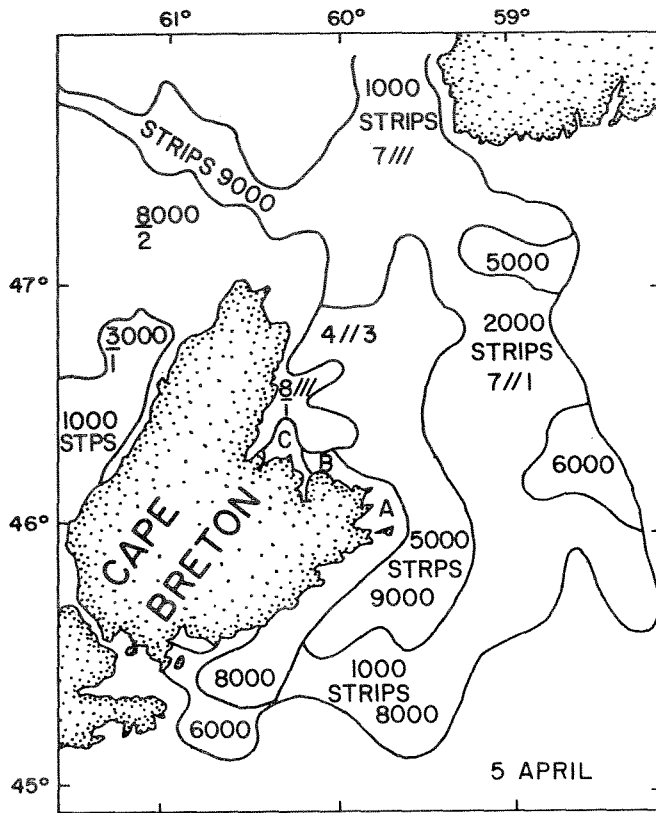 61° 60° 59°
1000
STRIPS
7///
STRIPS 9000
8000
2
47°
5000
3000
1
4//3
2000
STRIPS
7//1
1000
STPS
8///
1
C
B
6000
A
46°
CAPE
BRETON
5000
STRPS
9000
8000
1000
STRIPS
8000
6000
5 APRIL
45°